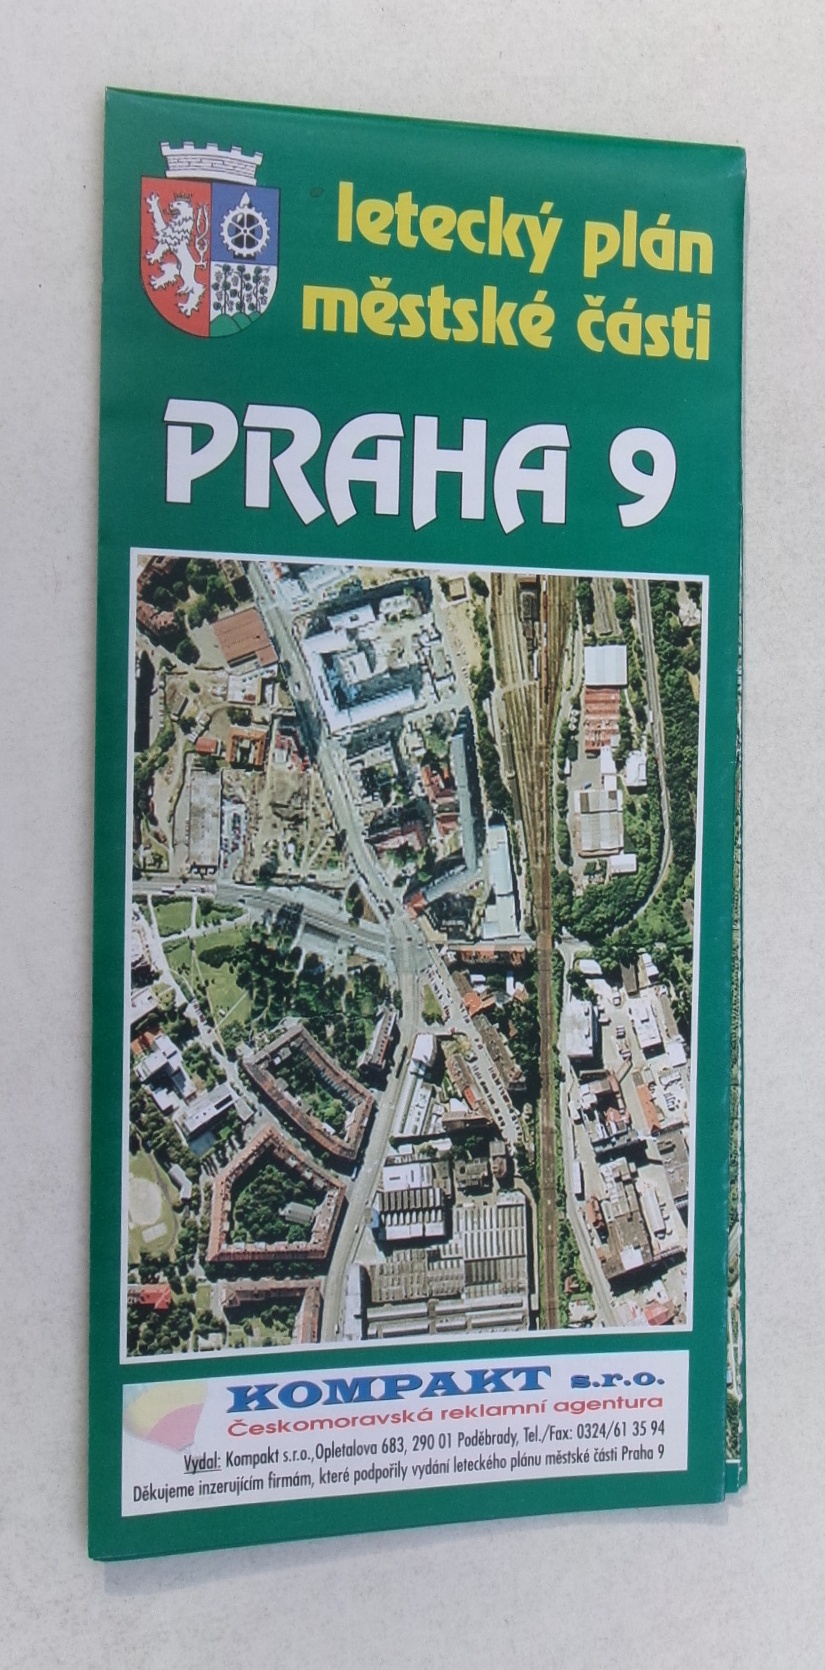 letecký plán
městské části
PRAHA 9
KOMPAKT s.r.o.
Českomoravská reklamní agentura
Vydal: Kompakt s.r.o.,Opletalova 683, 290 01 Poděbrady, Tel./Fax: 0324/61 35 94
Děkujeme inzerujícím firmám, které podpořily vydání leteckého plánu městské části Praha 9